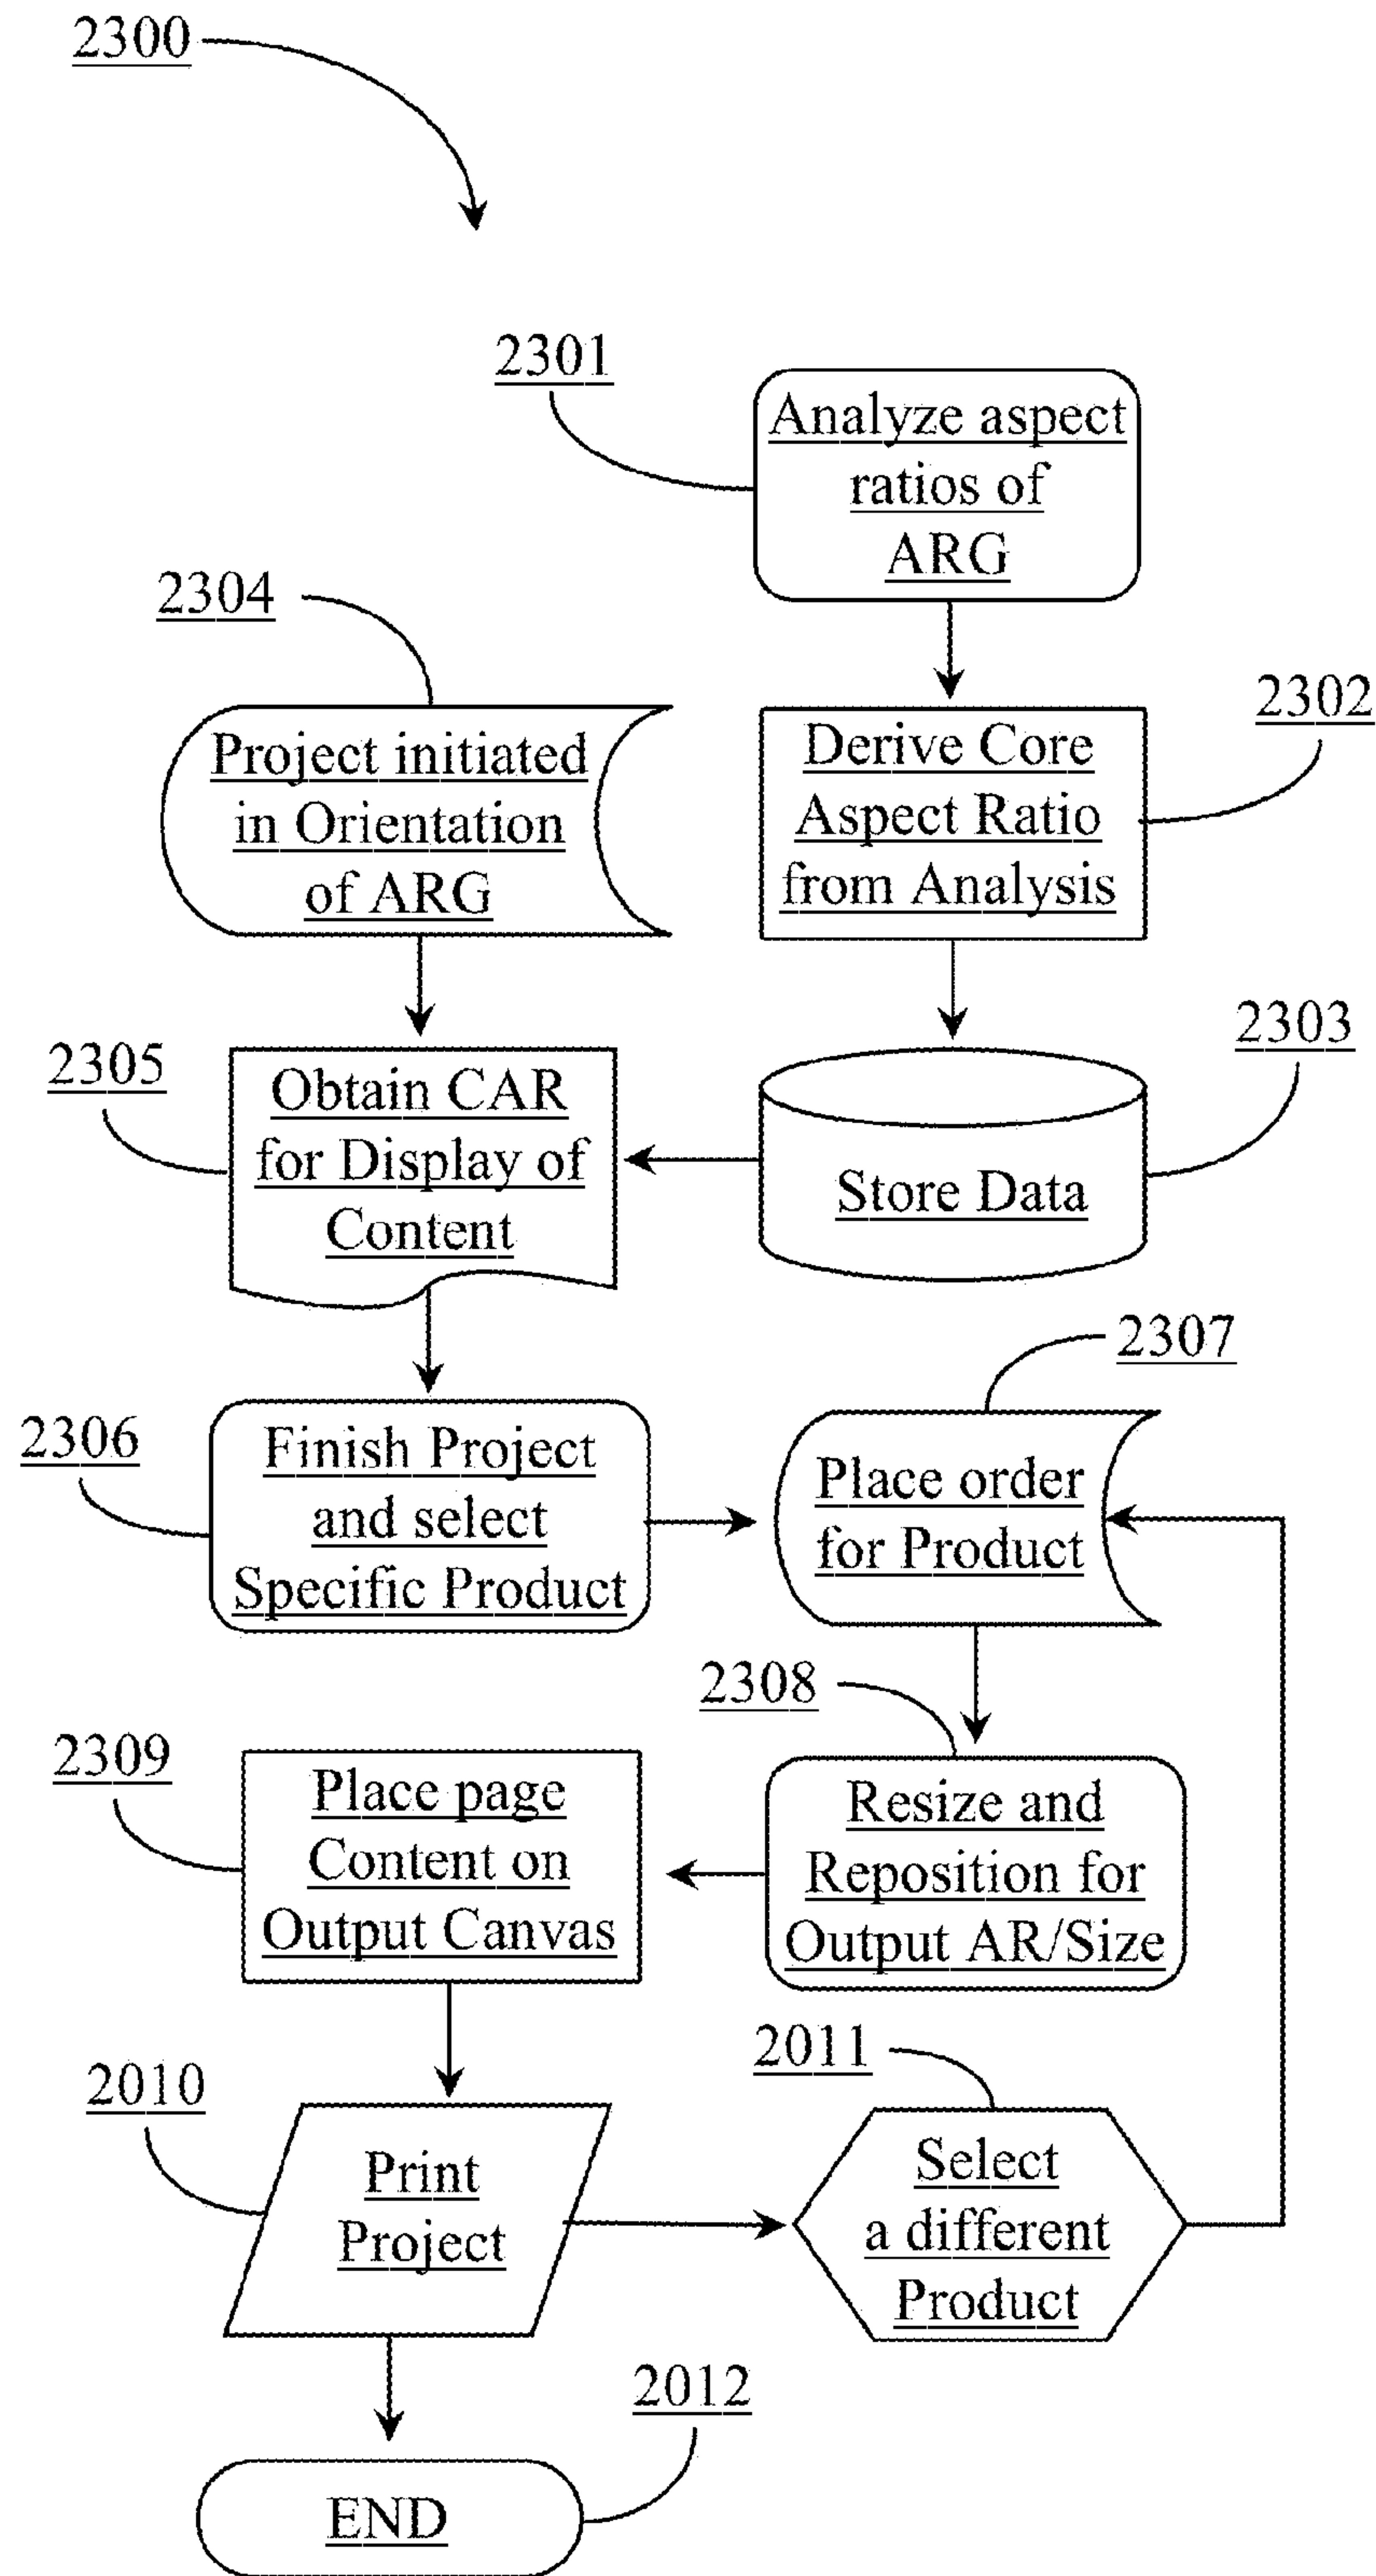 2300
2301
Analyze aspect
ratios of
ARG
2304
Project initiated
in Orientation
of ARG
2302
Derive Core
Aspect Ratio
from Analysis
2305
Obtain CAR
for Display of
Content
2303
Store Data
2306
Finish Project
and select
Specific Product
2307
Place order
for Product
2308
Resize and
Reposition for
Output AR/Size
2309
Place page
Content on
Output Canvas
2010
Print
Project
2011
Select
a different
Product
2012
END